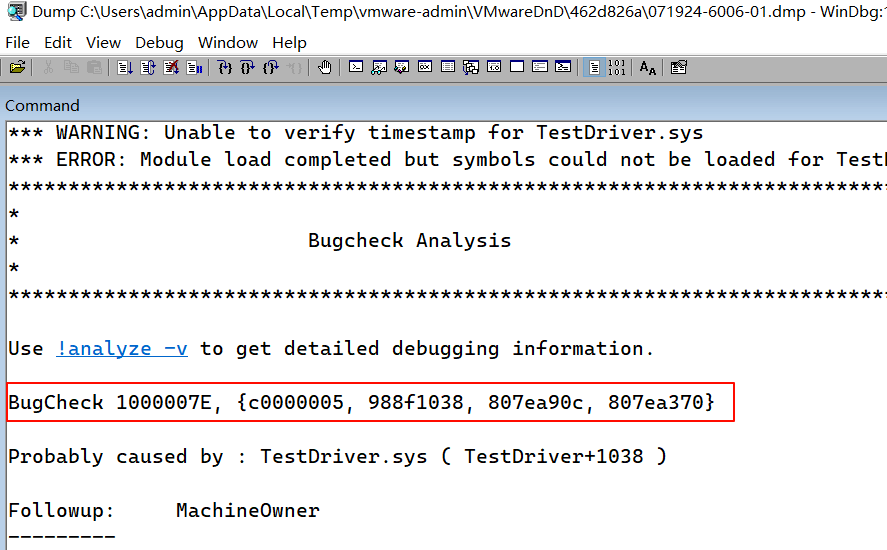 Dump C:\Users\admin\AppData\Local\Temp\vmware-admin\VMwareDnD\462d826a\071924-6006-01.dmp - WinDbg:
File Edit View Debug Window Help
Command
*** WARNING: Unable to verify timestamp for TestDriver.sys
*** ERROR: Module load completed but symbols could not be loaded for
*******************************************************************************
*
* Bugcheck Analysis
*
*******************************************************************************
Use !analyze -v to get detailed debugging information.
BugCheck 1000007E, {c0000005, 988f1038, 807ea90c, 807ea370}
Probably caused by : TestDriver.sys ( TestDriver+1038 )
Followup: MachineOwner
---------